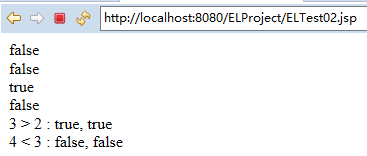 http://localhost:8080/ELProject/ELTest02.jsp
false
false
true
false
3 > 2 : true, true
4 < 3 : false, false